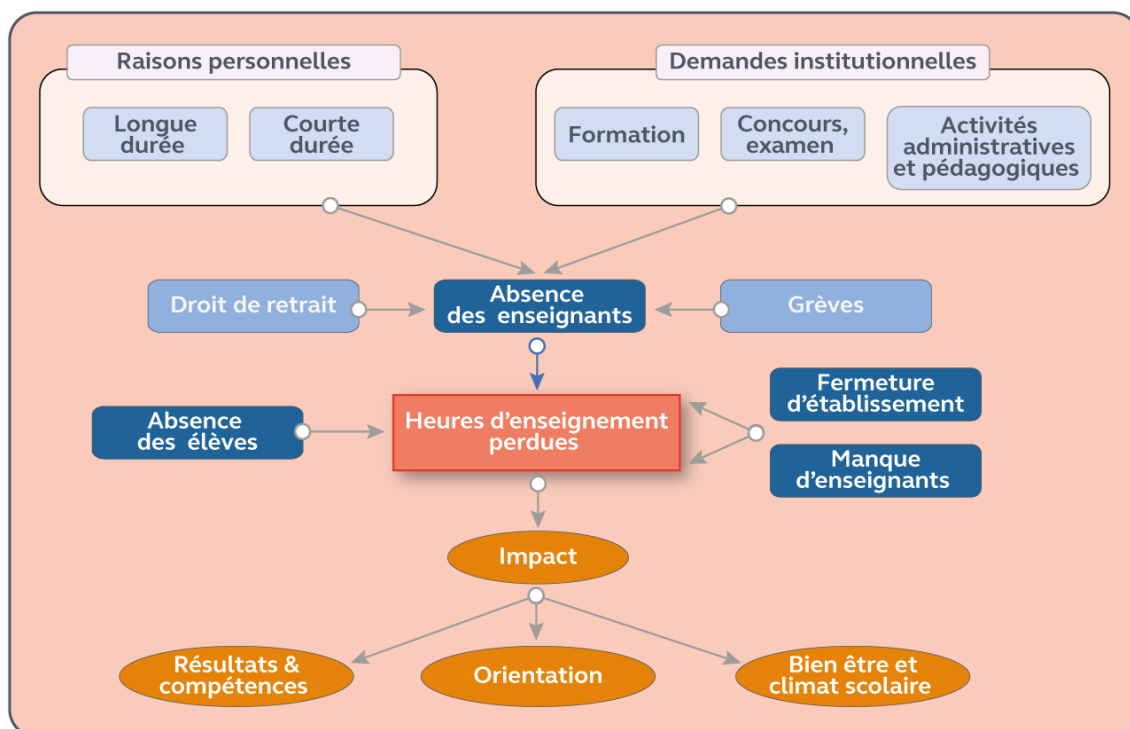 Raisons personnelles
Demandes institutionnelles
Longue
durée
Courte
durée
Formation
Concours,
examen
Activités
administratives
et pédagogiques
Droit de retrait
Absence
des enseignants
Grèves
Absence
des élèves
Heures d’enseignement
perdues
Fermeture
d’établissement
Manque
d’enseignants
Impact
Résultats &
compétences
Orientation
Bien être et
climat scolaire